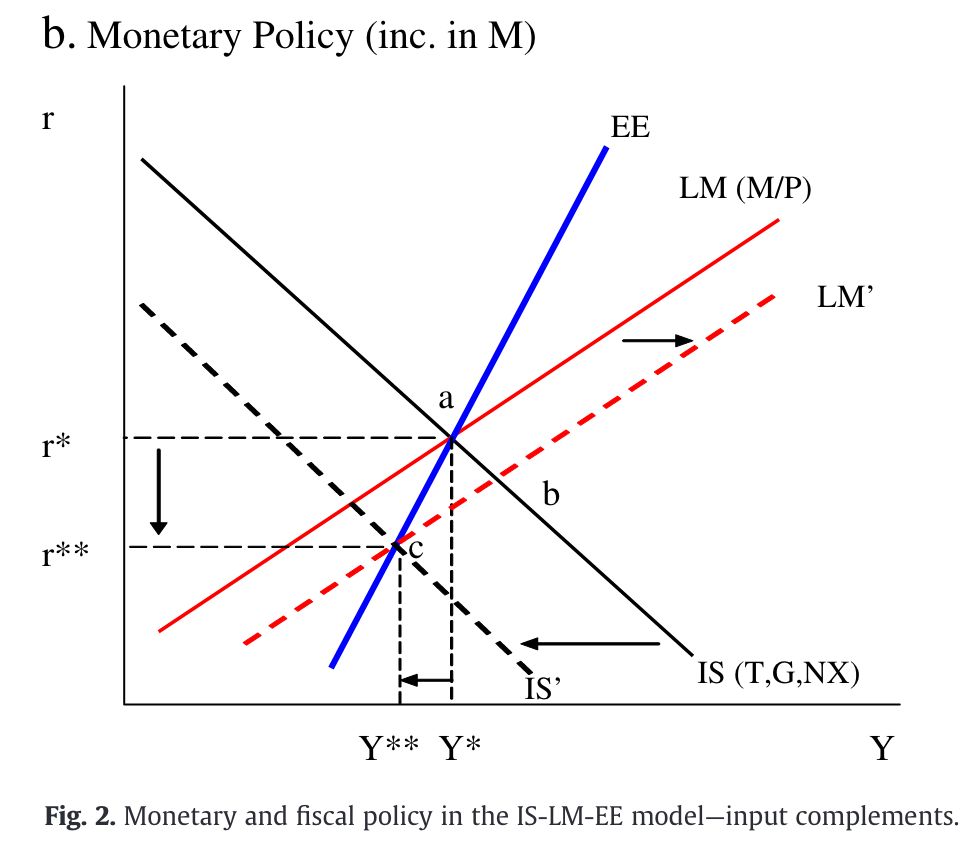 b. Monetary Policy (inc. in M)
r
EE
LM (M/P)
LM’
a
r*
b
r**
c
IS (T,G,NX)
IS’
Y** Y*
Y
Fig. 2. Monetary and fiscal policy in the IS-LM-EE model—input complements.